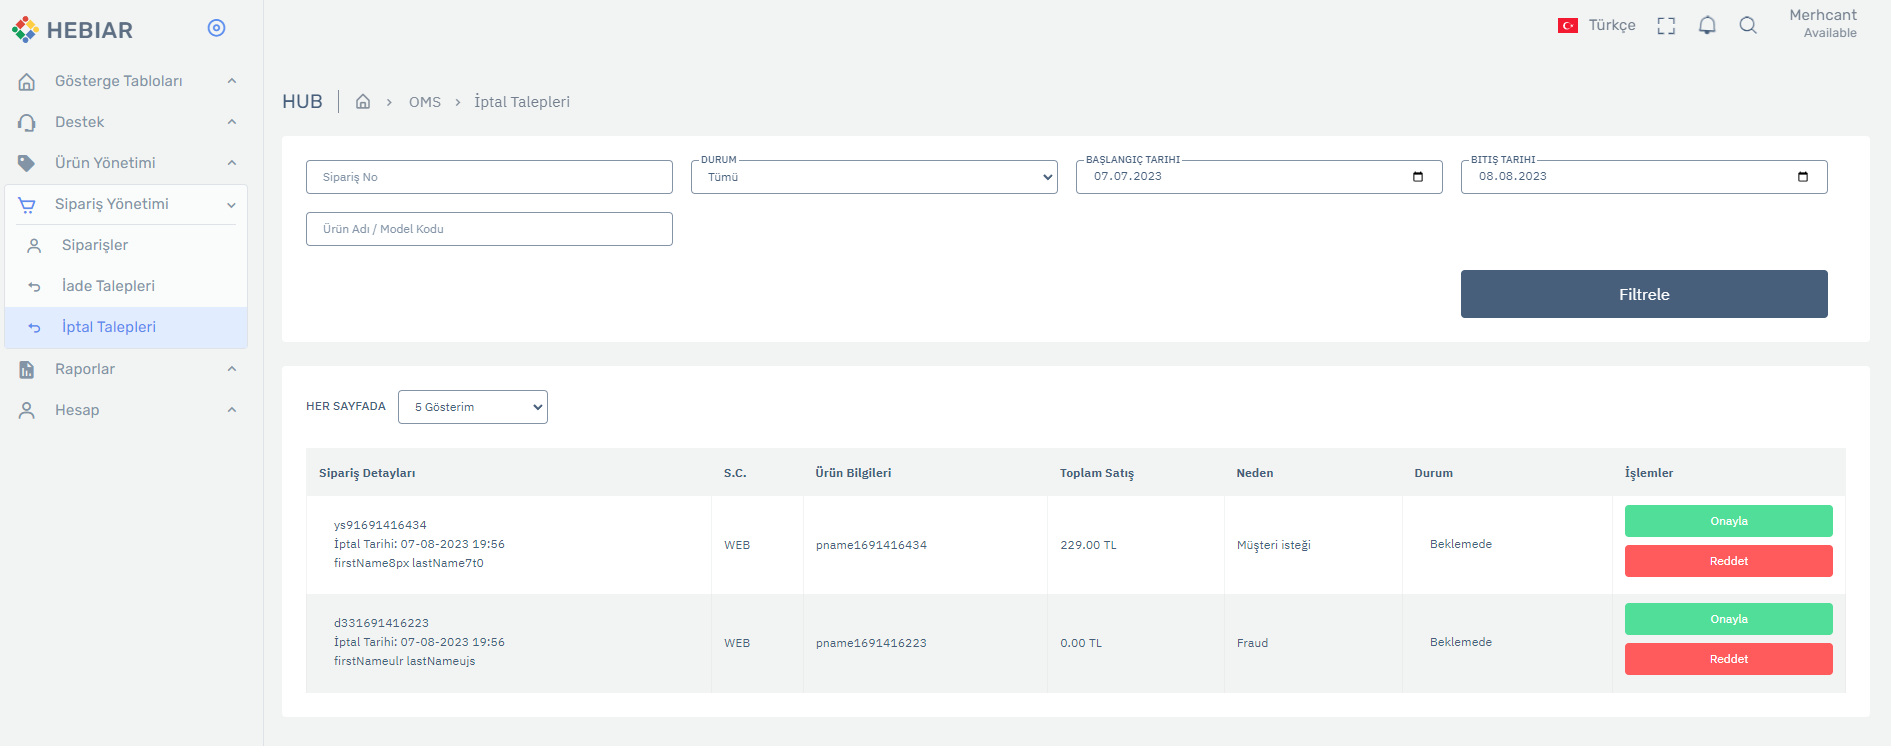 HEBIAR
Türkçe
Merhcant
Available
Gösterge Tabloları
Destek
Ürün Yönetimi
Sipariş Yönetimi
Siparişler
İade Talepleri
İptal Talepleri
Raporlar
Hesap
HUB
OMS
İptal Talepleri
Sipariş No
DURUM
Tümü
BAŞLANGIÇ TARIHI
07.07.2023
BITIŞ TARIHI
08.08.2023
Ürün Adı / Model Kodu
Filtrele
HER SAYFADA 5 Gösterim
Sipariş Detayları S.C. Ürün Bilgileri Toplam Satış Neden Durum İşlemler
ys91691416434
İptal Tarihi: 07-08-2023 19:56
firstName8px lastName7t0
WEB
pname1691416434
229.00 TL
Müşteri isteği
Beklemede
Onayla
Reddet
d331691416223
İptal Tarihi: 07-08-2023 19:56
firstNameulr lastNameujs
WEB
pname1691416223
0.00 TL
Fraud
Beklemede
Onayla
Reddet